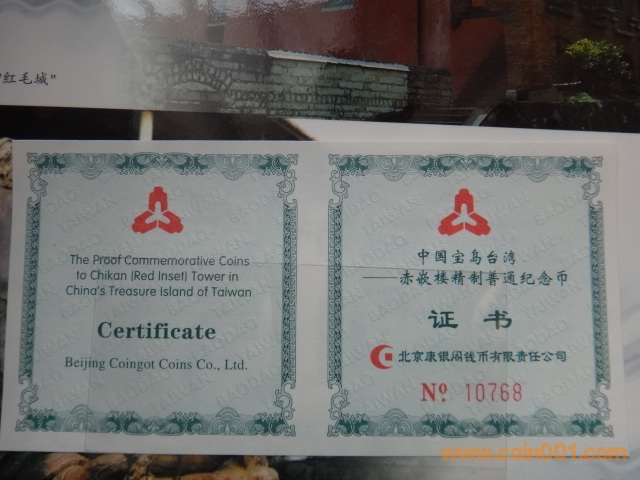 红毛城"
The Proof Commemorative Coins
to Chikan (Red Inset) Tower in
China's Treasure Island of Taiwan
Certificate
Beijing Coingot Coins Co., Ltd.
中国宝岛台湾
——赤嵌楼精制普通纪念币
证书
北京康银阁钱币有限责任公司
Nº 10768
www.coin001.com